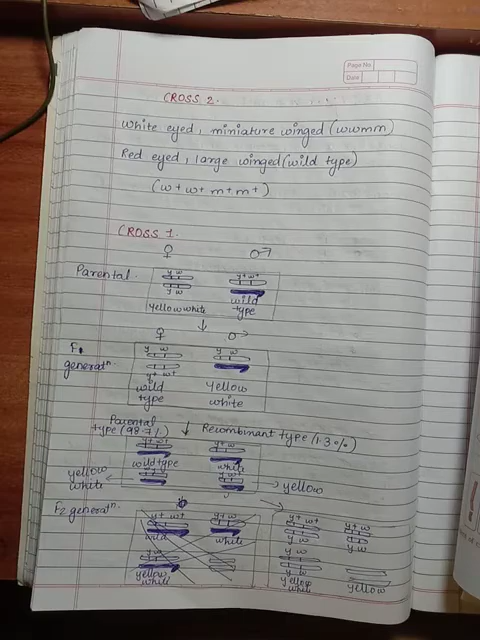 Page No.
Date
CROSS 2.
White eyed, miniature winged (wwmm)
Red eyed, large winged (wild type)
(w+ w+ m+ m+)
CROSS 1.
♀ ♂
Parental. y w y+ w+
y w
yellow white wild type
♀ ♂
F1 generatn. y w y w
y+ w+
wild type Yellow white
Parental type (98.7%) Recombinant type (1.3%)
y+ w+ y+ w
wild type white
yellow white y w → yellow
F2 generatn. y+ w+ y+ w y+ w+ y+ w
wild white y w y w
y w y w
yellow white yellow white yellow